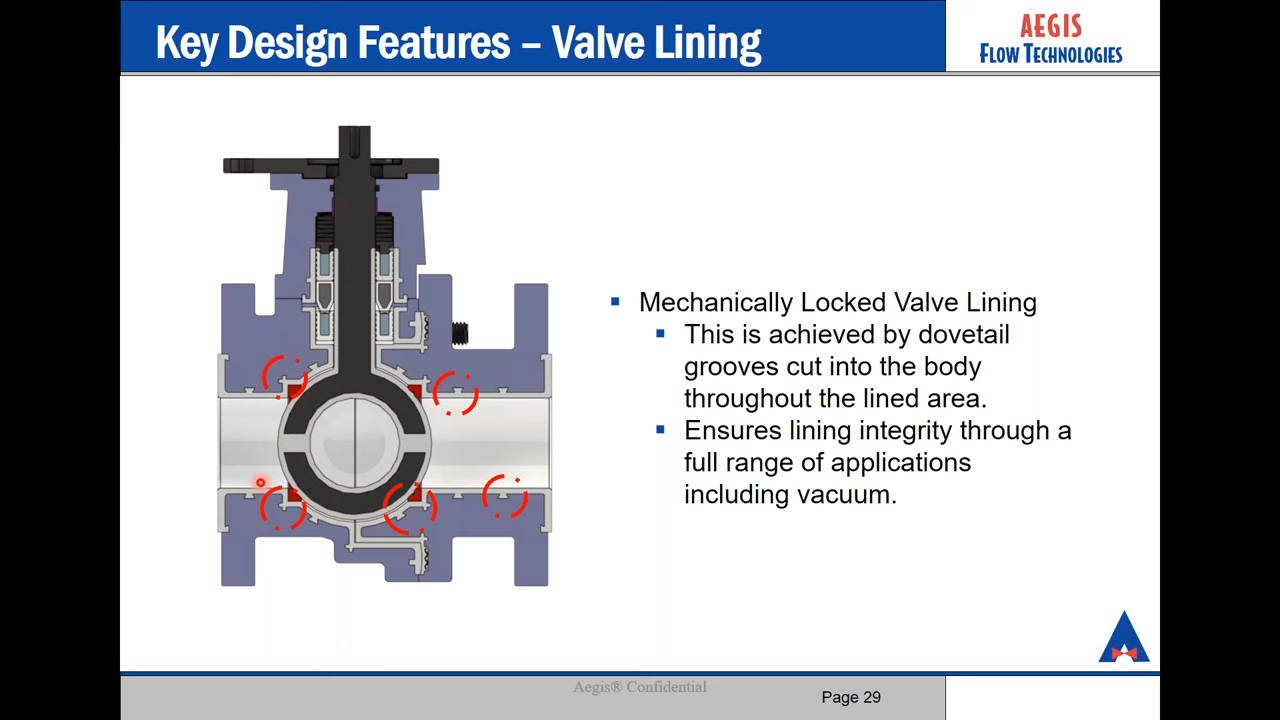 Key Design Features – Valve Lining
AEGIS
FLOW TECHNOLOGIES
Mechanically Locked Valve Lining
This is achieved by dovetail
grooves cut into the body
throughout the lined area.
Ensures lining integrity through a
full range of applications
including vacuum.
Aegis® Confidential
Page 29